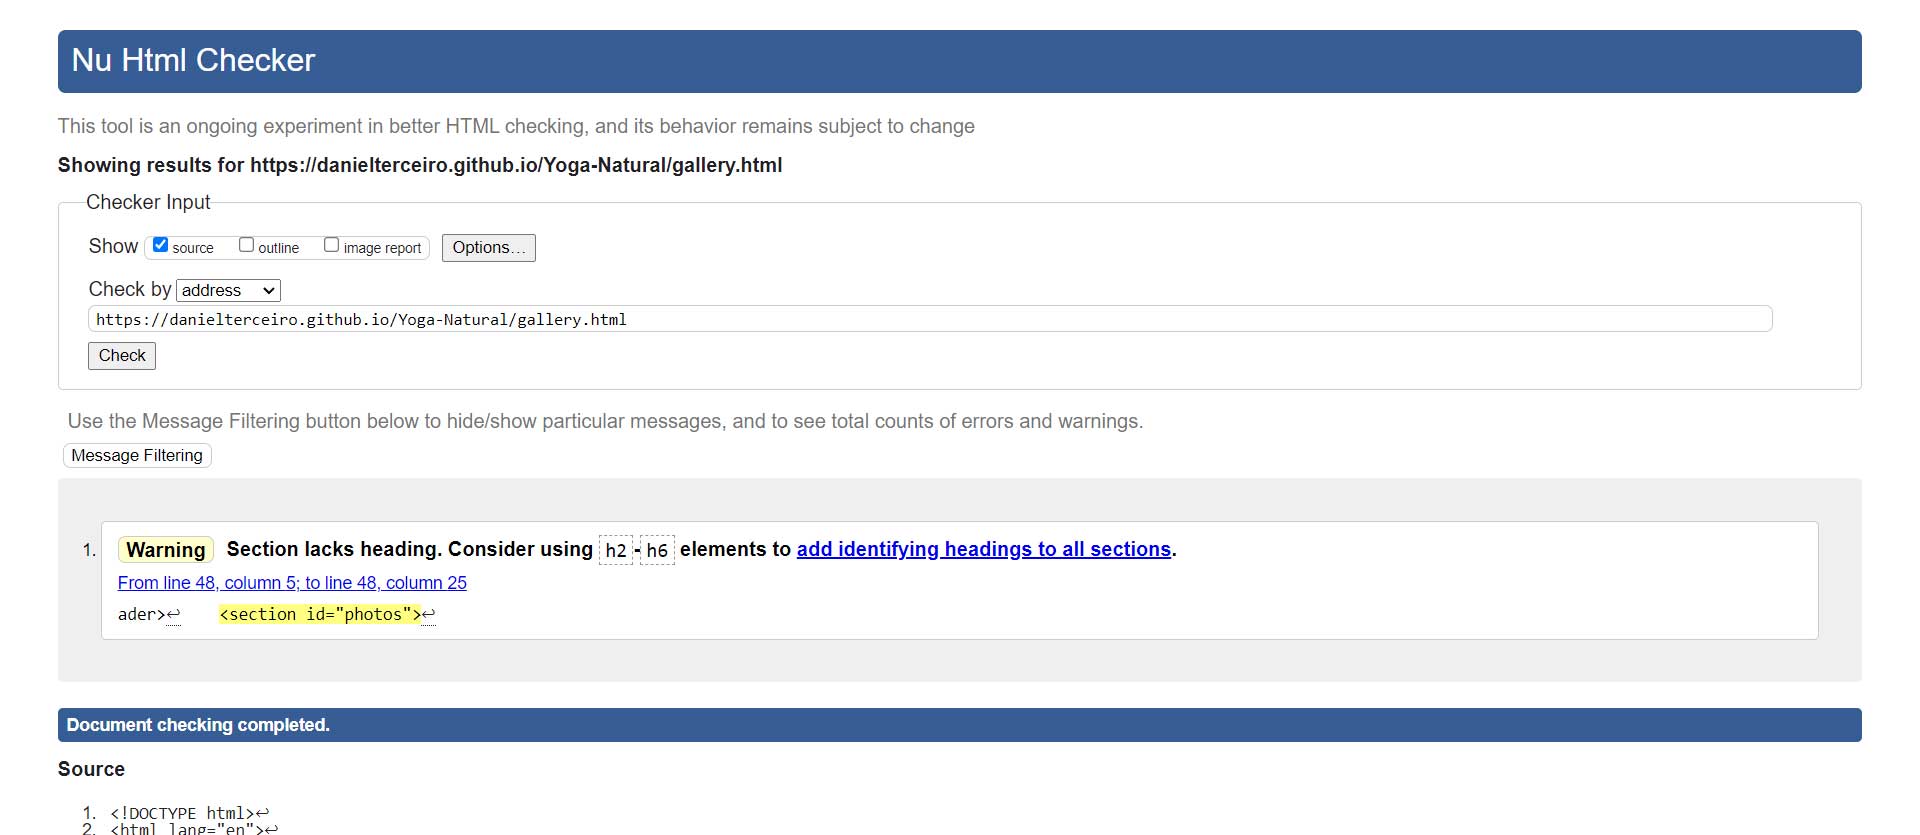 Nu Html Checker
This tool is an ongoing experiment in better HTML checking, and its behavior remains subject to change
Showing results for https://danielterceiro.github.io/Yoga-Natural/gallery.html
Checker Input
Show source outline image report Options...
Check by address
https://danielterceiro.github.io/Yoga-Natural/gallery.html
Check
Use the Message Filtering button below to hide/show particular messages, and to see total counts of errors and warnings.
Message Filtering
1. Warning Section lacks heading. Consider using h2-h6 elements to add identifying headings to all sections.
From line 48, column 5; to line 48, column 25
ader>↩ <section id="photos">↩
Document checking completed.
Source
1. <!DOCTYPE html>↩
2. <html lang="en">↩